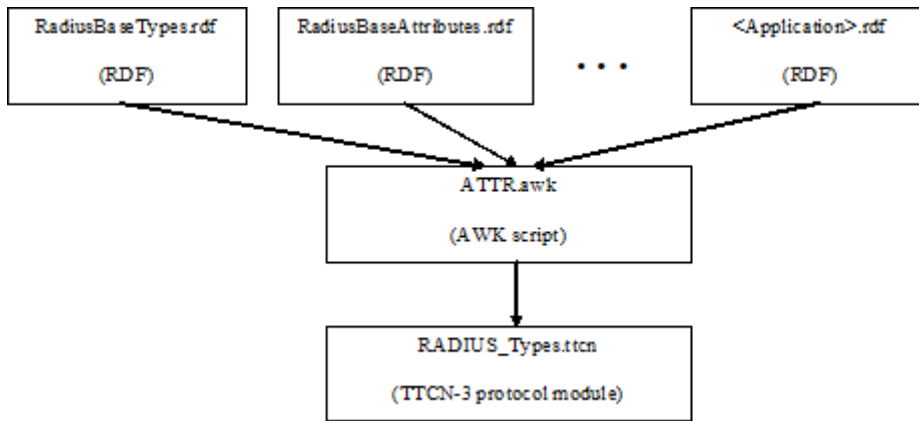 RadiusBaseTypes.rdf
(RDF)
RadiusBaseAttributes.rdf
(RDF)
...
<Application>.rdf
(RDF)
ATTR.awk
(AWK script)
RADIUS_Types.ttcn
(TTCN-3 protocol module)